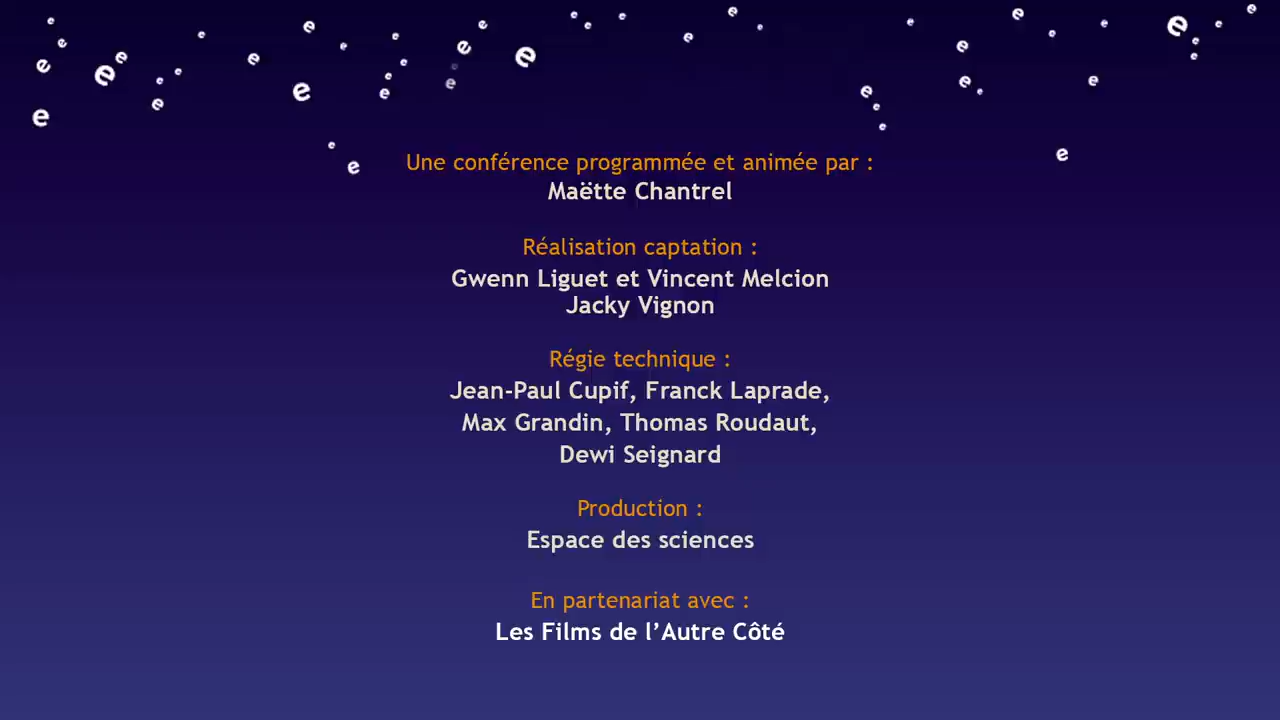 Une conférence programmée et animée par :
Maëtte Chantrel
Réalisation captation :
Gwenn Liguet et Vincent Melcion
Jacky Vignon
Régie technique :
Jean-Paul Cupif, Franck Laprade,
Max Grandin, Thomas Roudaut,
Dewi Seignard
Production :
Espace des sciences
En partenariat avec :
Les Films de l’Autre Côté